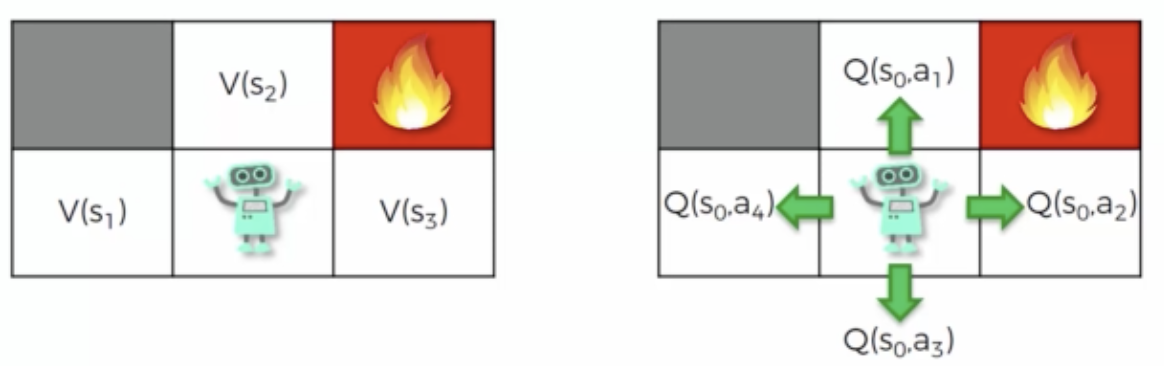 V(s₂)
V(s₁)
V(s₃)
Q(s₀,a₁)
Q(s₀,a₄)
Q(s₀,a₂)
Q(s₀,a₃)